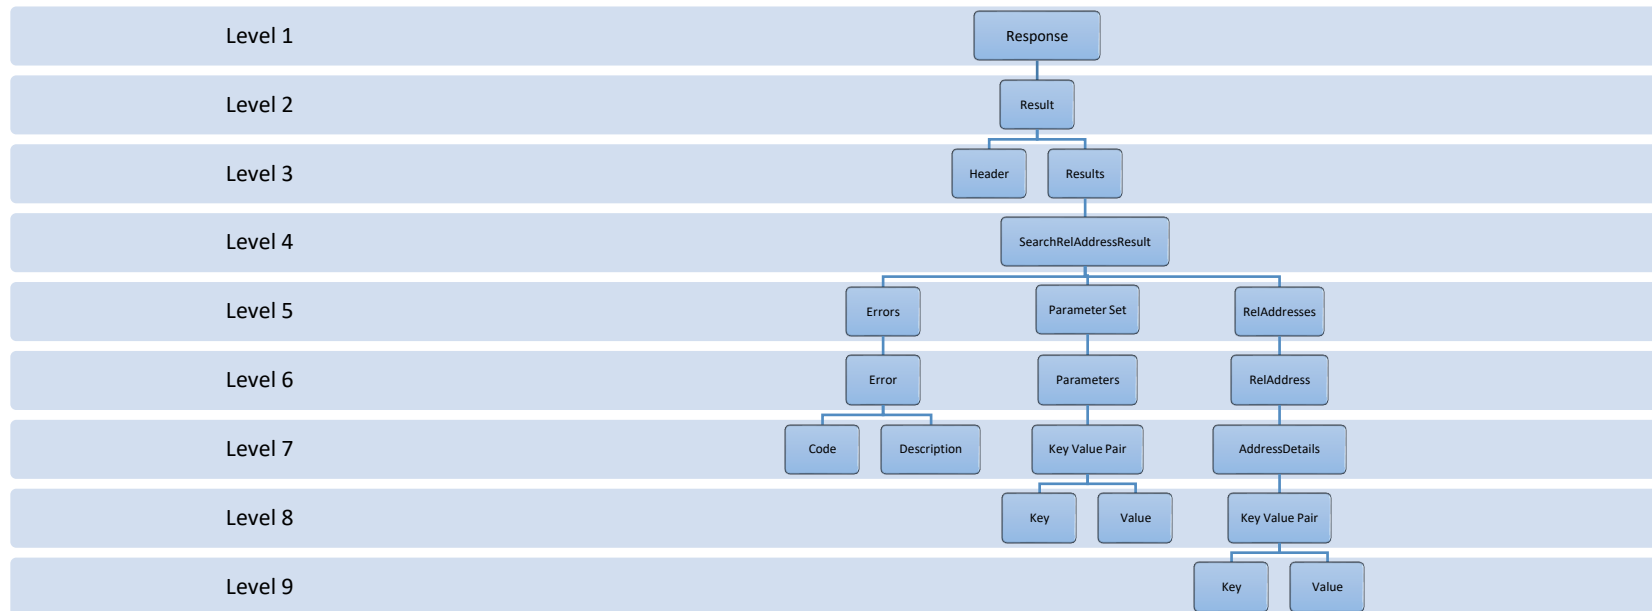 Level 1
Response
Level 2
Result
Level 3
Header
Results
Level 4
SearchRelAddressResult
Level 5
Errors
Parameter Set
RelAddresses
Level 6
Error
Parameters
RelAddress
Level 7
Code
Description
Key Value Pair
AddressDetails
Level 8
Key
Value
Key Value Pair
Level 9
Key
Value